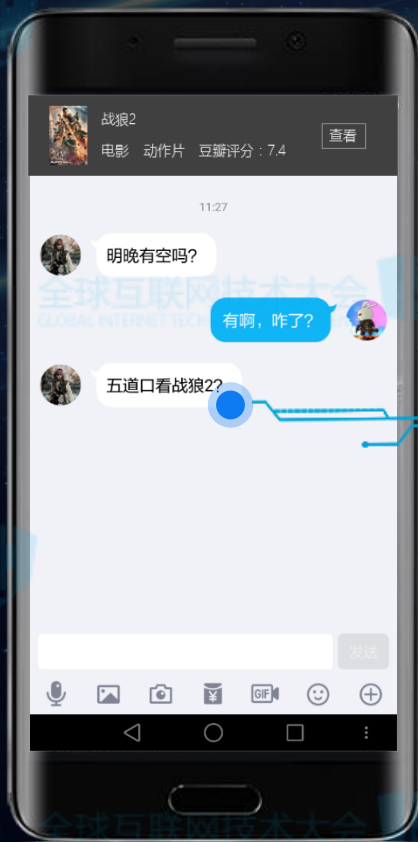 战狼2
电影 动作片 豆瓣评分：7.4
查看
11:27
明晚有空吗?
全球互联网技术大会
GLOBAL INTERNET TECH
有啊，咋了?
五道口看战狼2?
发送
GIF
全球互联网技术大会